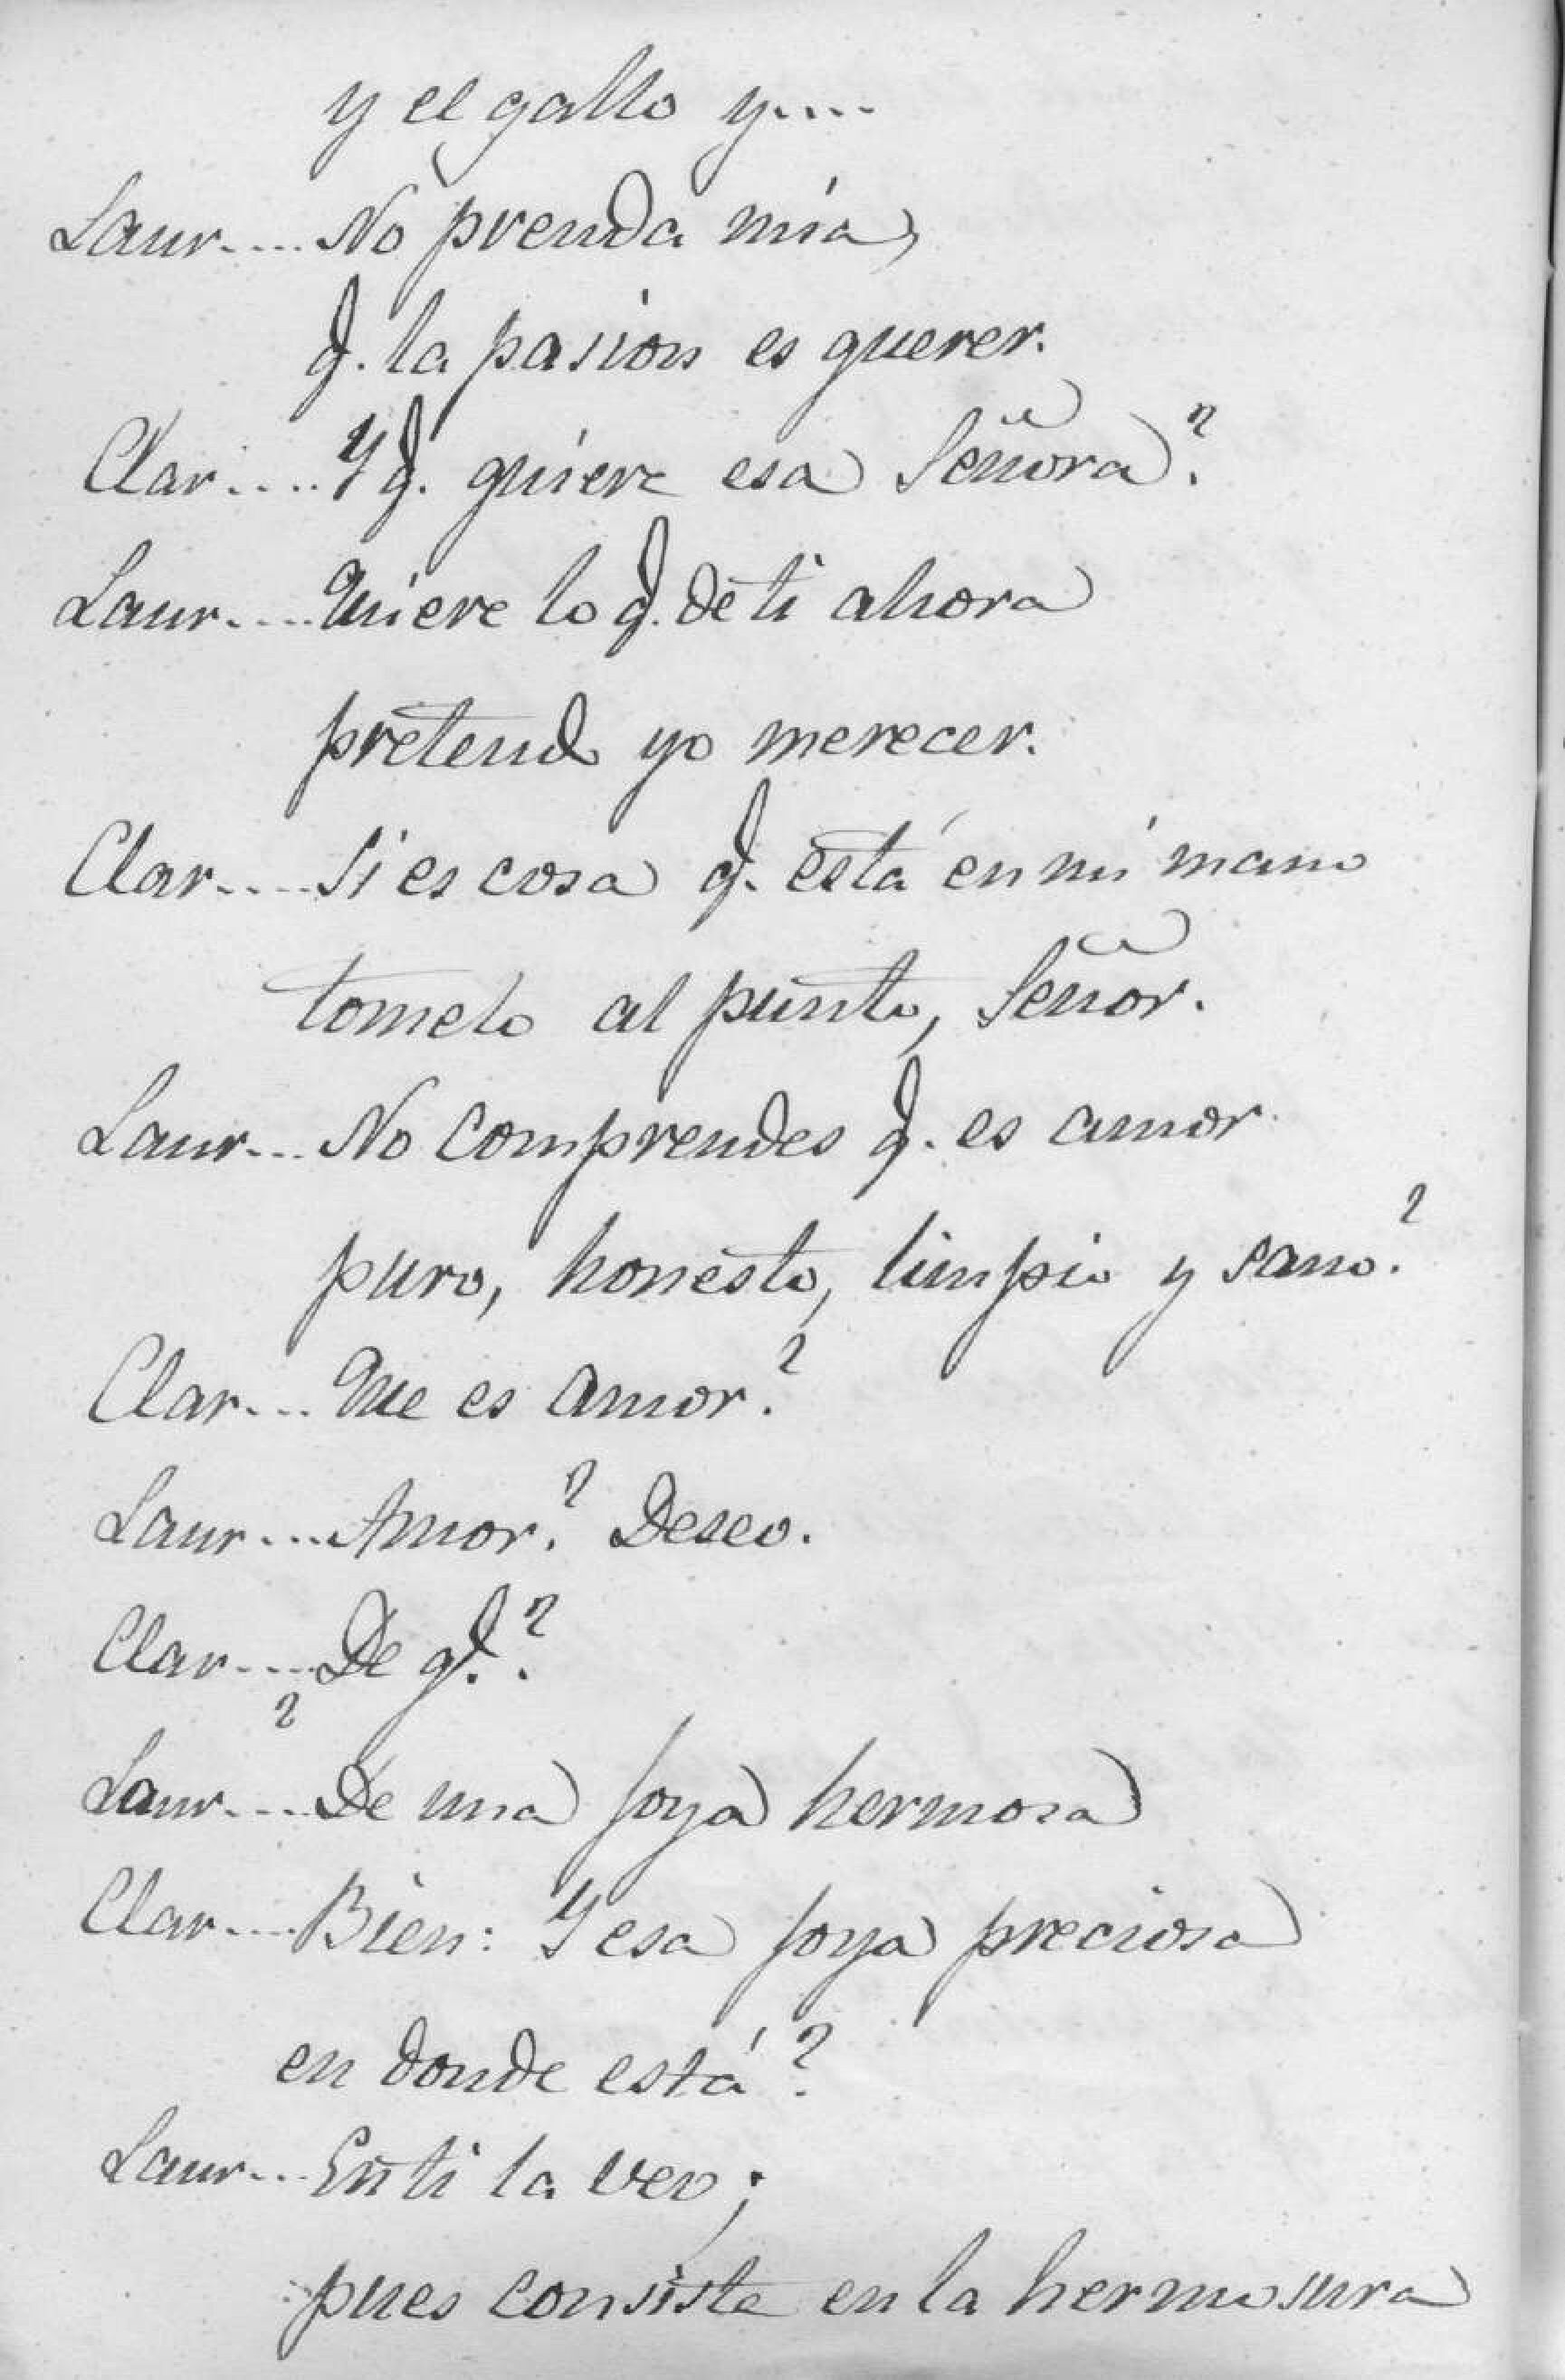 y el gallo y....
Laur.... No prenda mía,
q. la pasion es querer.
Clar.... Y q. quiere esa Señora?
Laur.... Quiere lo q. de ti ahora
pretendo yo merecer.
Clar.... Si es cosa q. está en mi mano
tomelo al punto, Señor.
Laur... No comprendes q. es amor
puro, honesto, limpio y sano?
Clar... Que es amor?
Laur... Amor? Deseo.
Clar.... De q.?
Laur.... De una joya hermosa
Clar.... Bien: Y esa joya preciosa
en donde está?
Laur... En ti la veo;
pues consiste en la hermosura